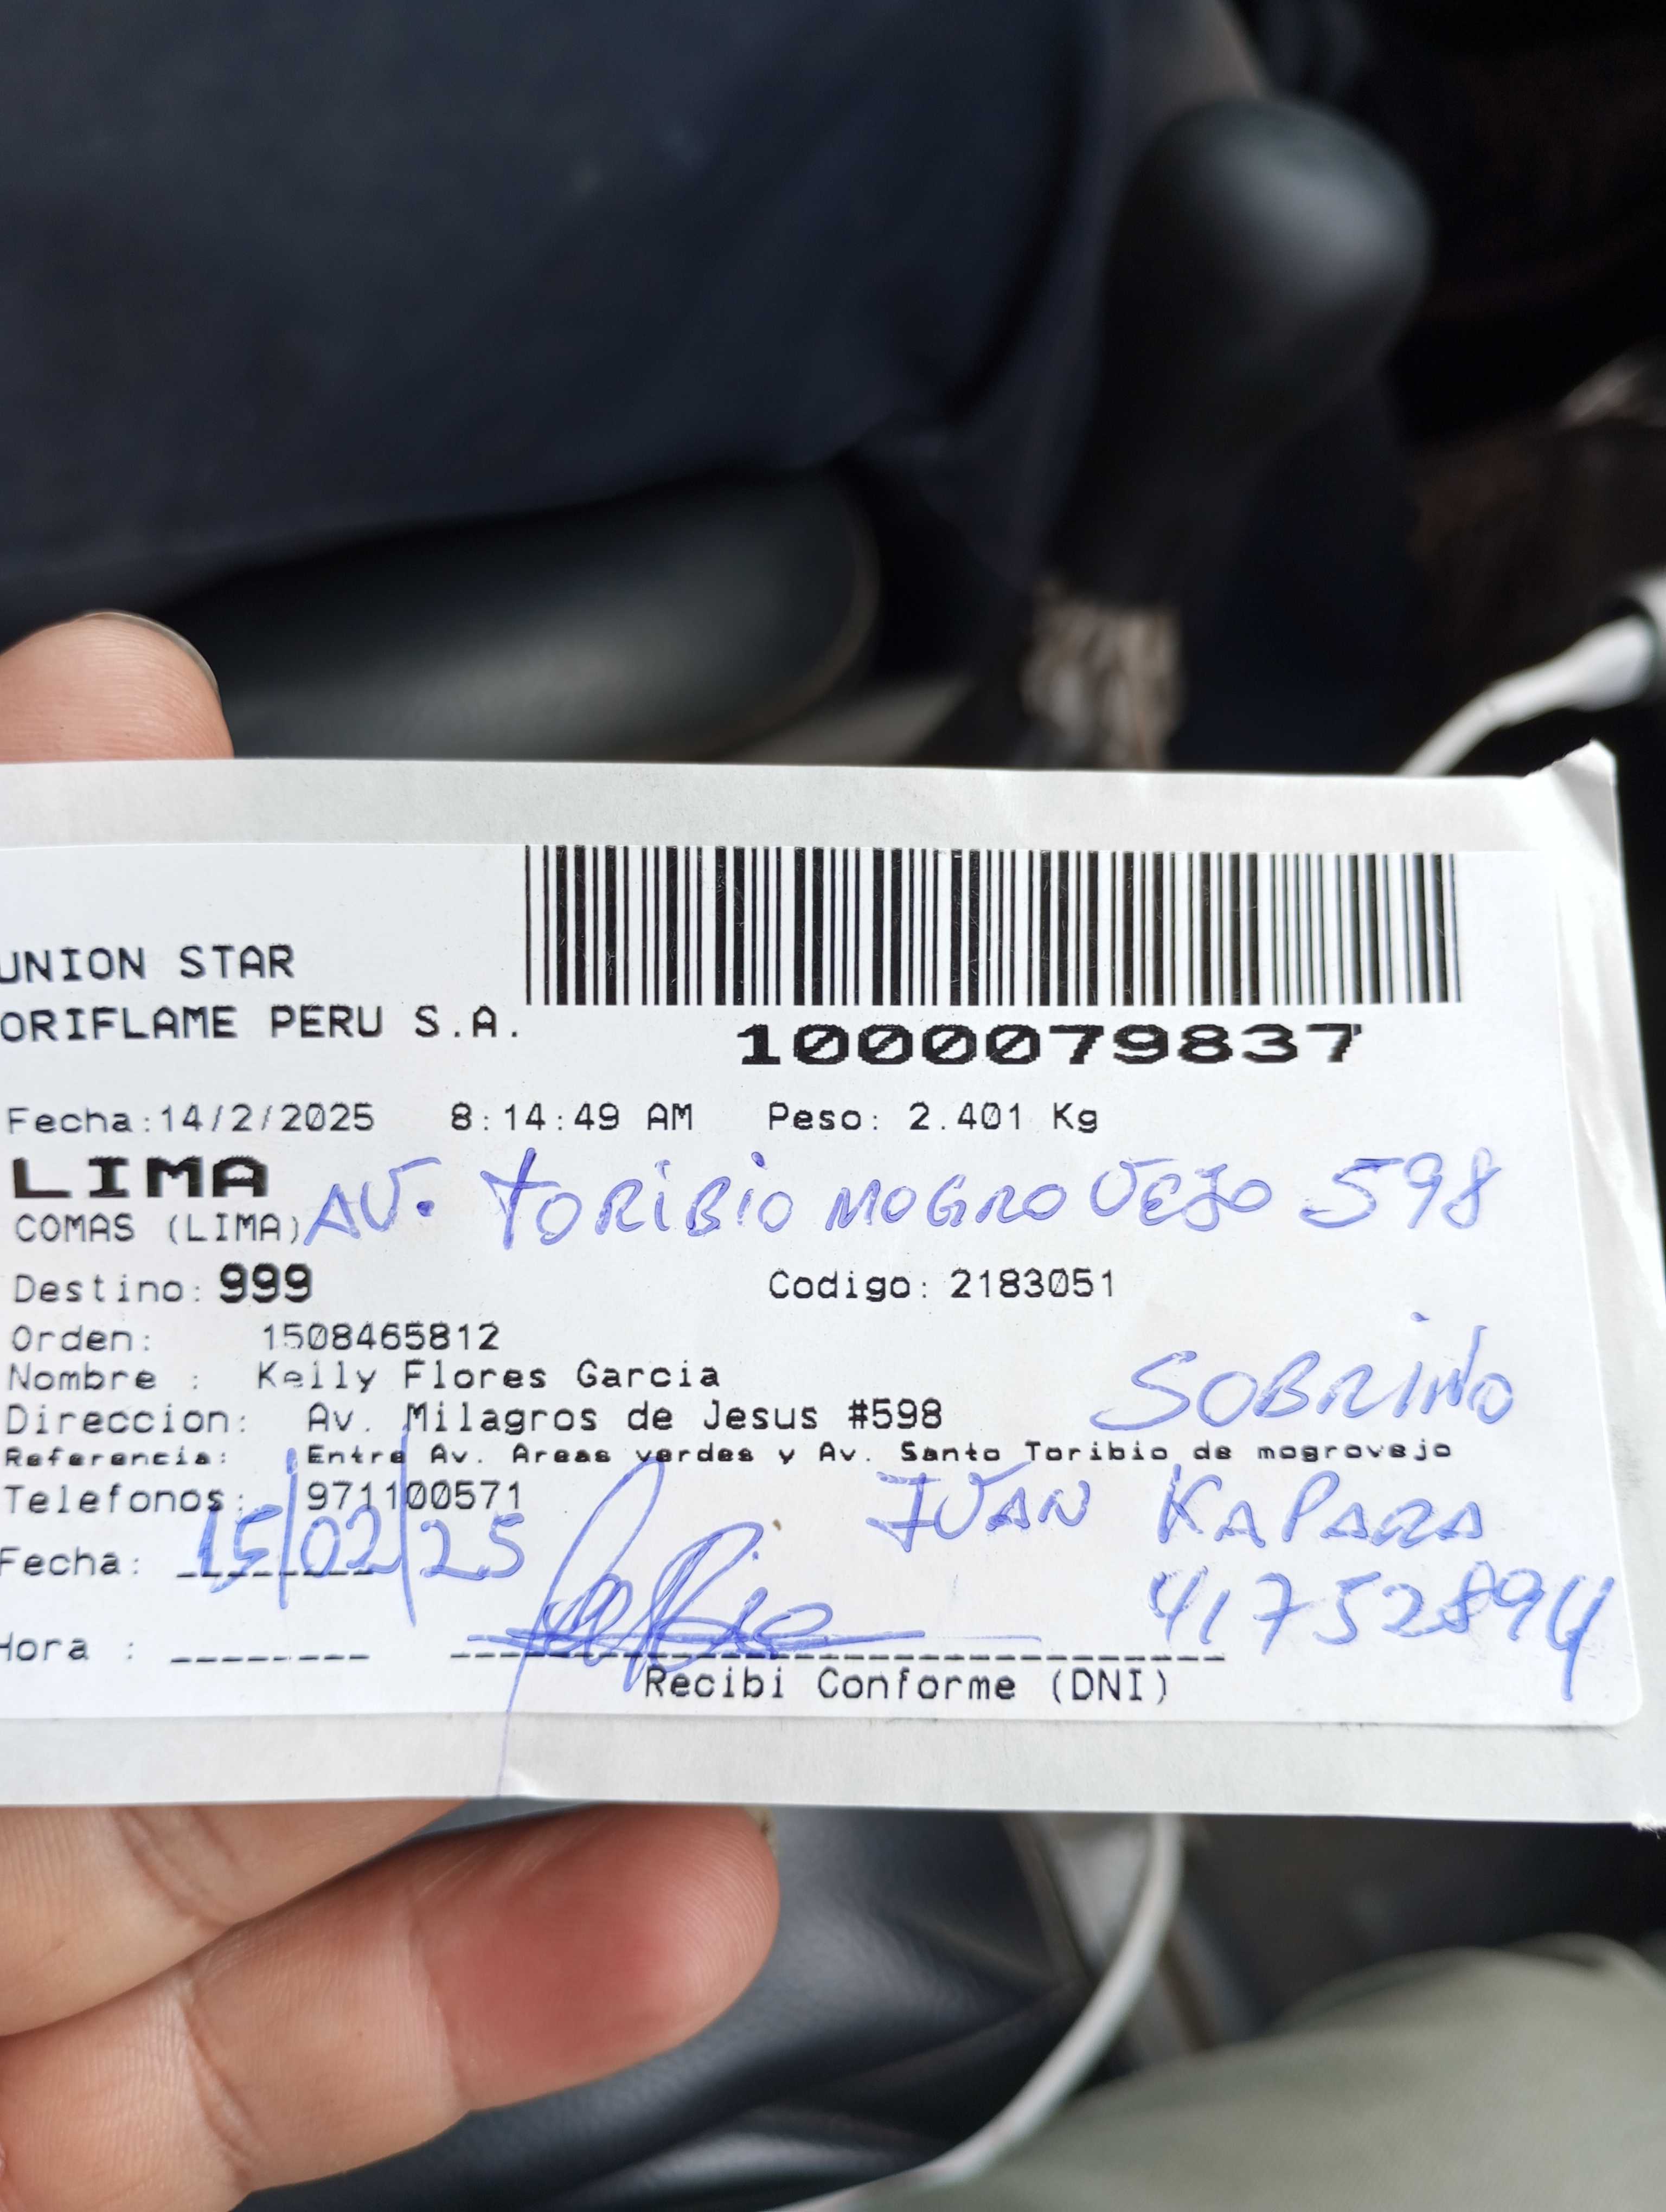 UNION STAR
ORIFLAME PERU S.A.
1000079837
Fecha:14/2/2025 8:14:49 AM Peso: 2.401 Kg
LIMA
COMAS (LIMA) AV. TORIBIO MOGROVEJO 598
Destino: 999 Codigo: 2183051
Orden: 1508465812
Nombre : Kelly Flores Garcia
SOBRINO
Direccion: Av. Milagros de Jesus #598
Referencia: Entre Av. Areas verdes y Av. Santo Toribio de mogrovejo
Telefonos: 971100571
IVAN KAPARA
Fecha: 15/02/25
41752894
Hora :
Recibi Conforme (DNI)